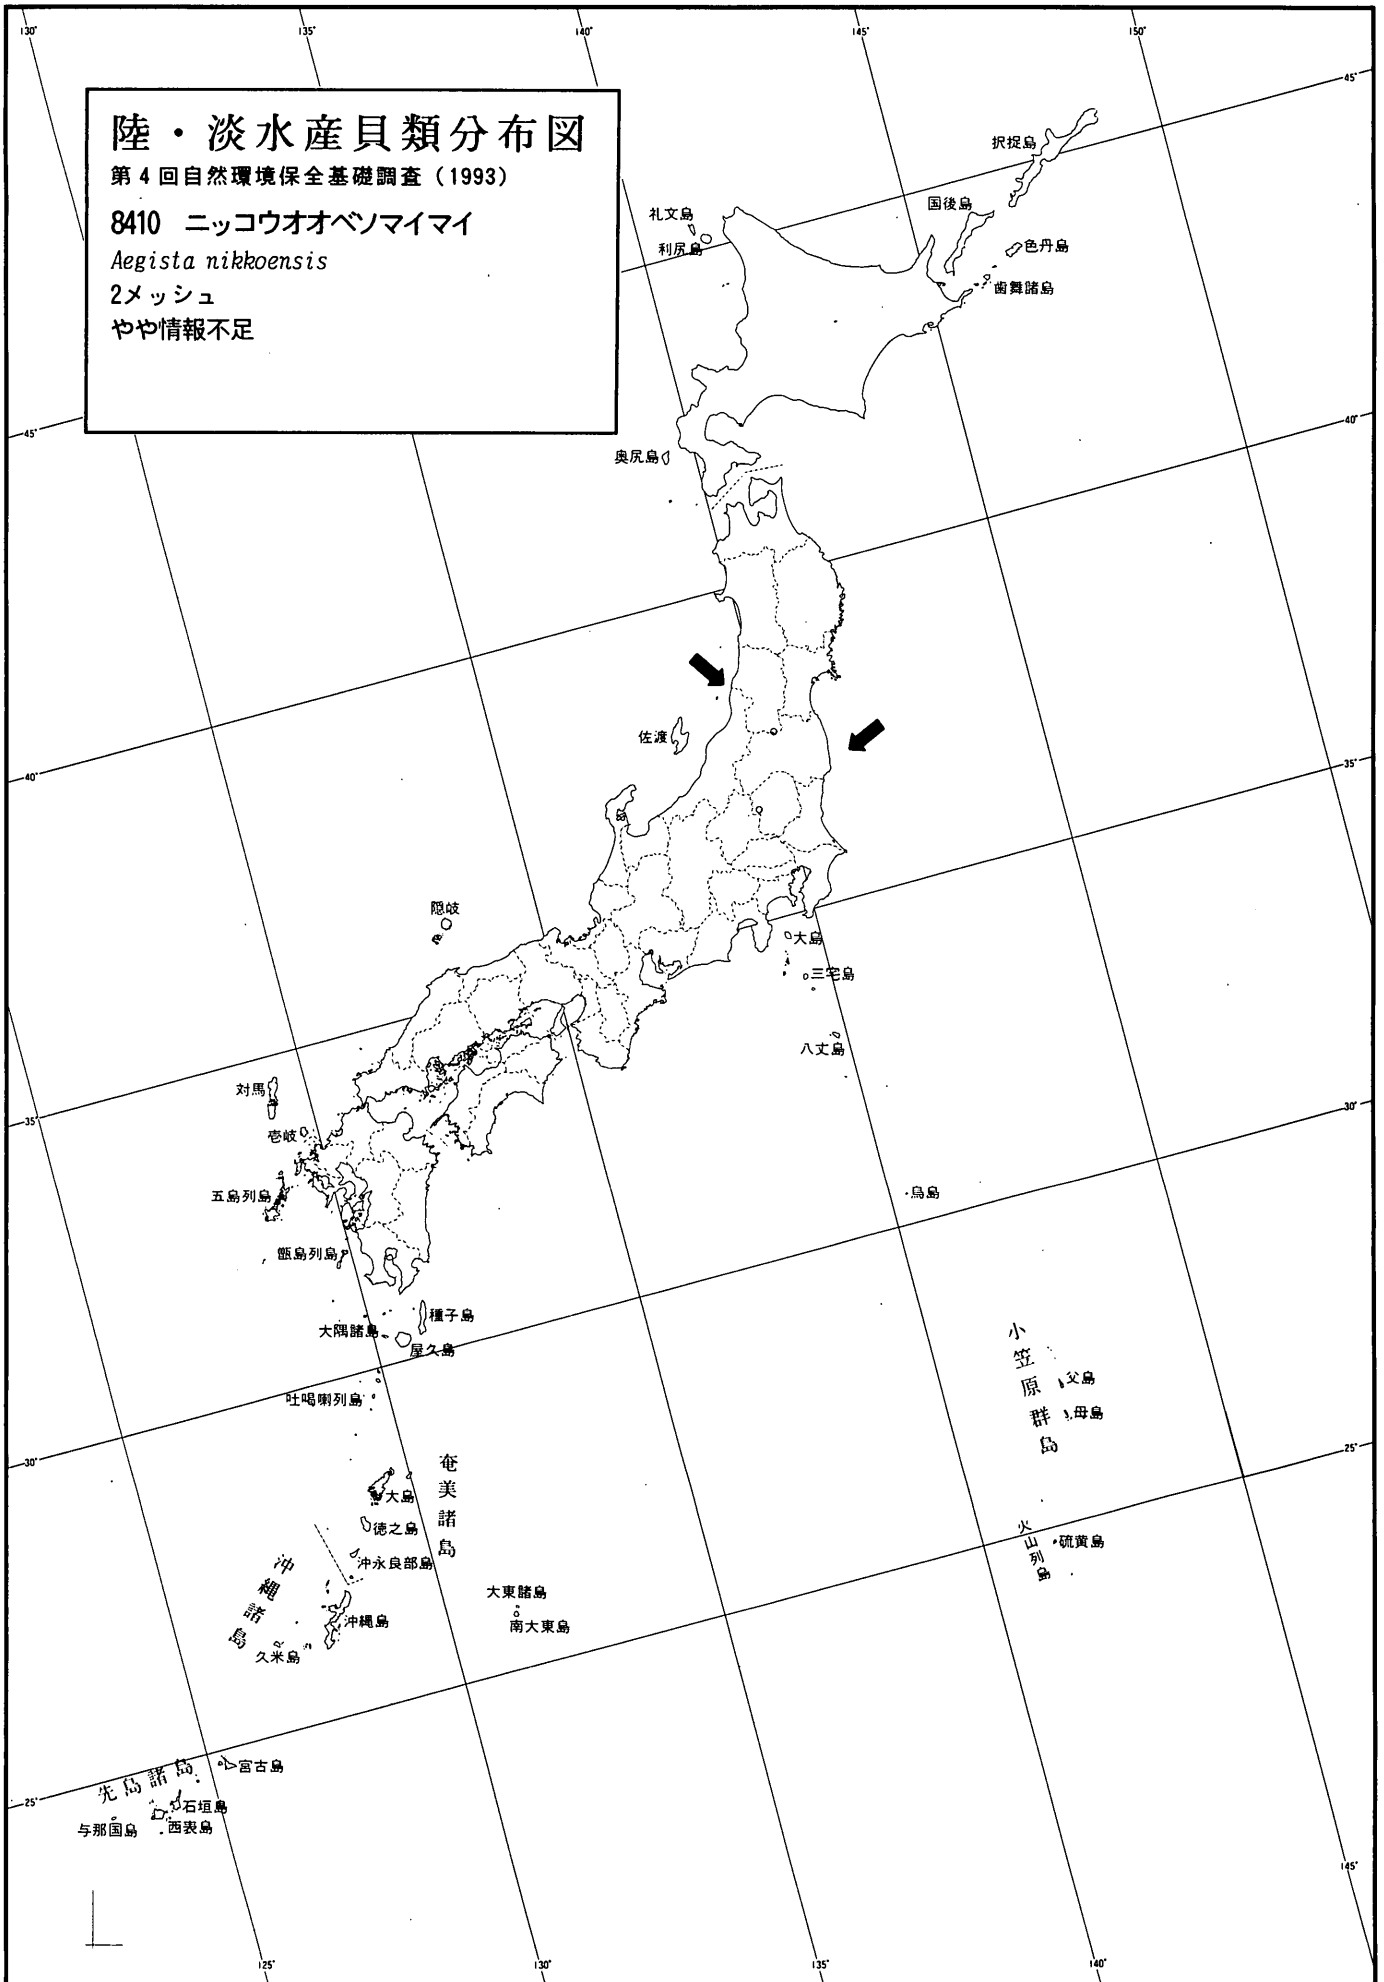 130°
135°
140°
145°
150°
陸・淡水産貝類分布図
第4回自然環境保全基礎調査（1993）
8410 ニッコウオオベソマイマイ
Aegista nikkoensis
2メッシュ
やや情報不足
45°
択捉島
国後島
礼文島
利尻島
色丹島
歯舞諸島
40°
45°
奥尻島
佐渡
35°
40°
隠岐
大島
三宅島
八丈島
対馬
30°
35°
壱岐
五島列島
鳥島
甑島列島
種子島
大隅諸島
屋久島
小笠原群島
父島
母島
吐噶喇列島
25°
30°
奄美諸島
大島
徳之島
火山列島
硫黄島
沖永良部島
沖縄諸島
大東諸島
沖縄島
南大東島
久米島
先島諸島
宮古島
25°
石垣島
与那国島
西表島
145°
125°
130°
135°
140°